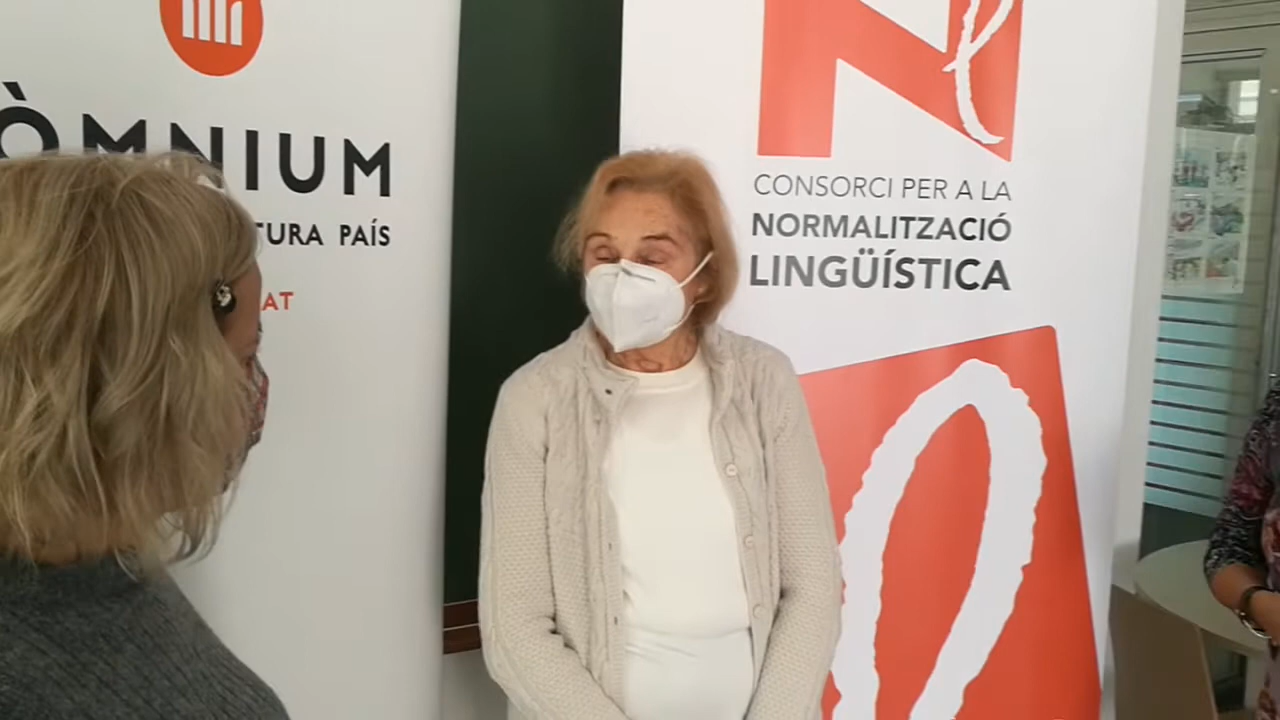 ÒMNIUM
TURA PAÍS
AT
CONSORCI PER A LA
NORMALITZACIÓ
LINGÜÍSTICA